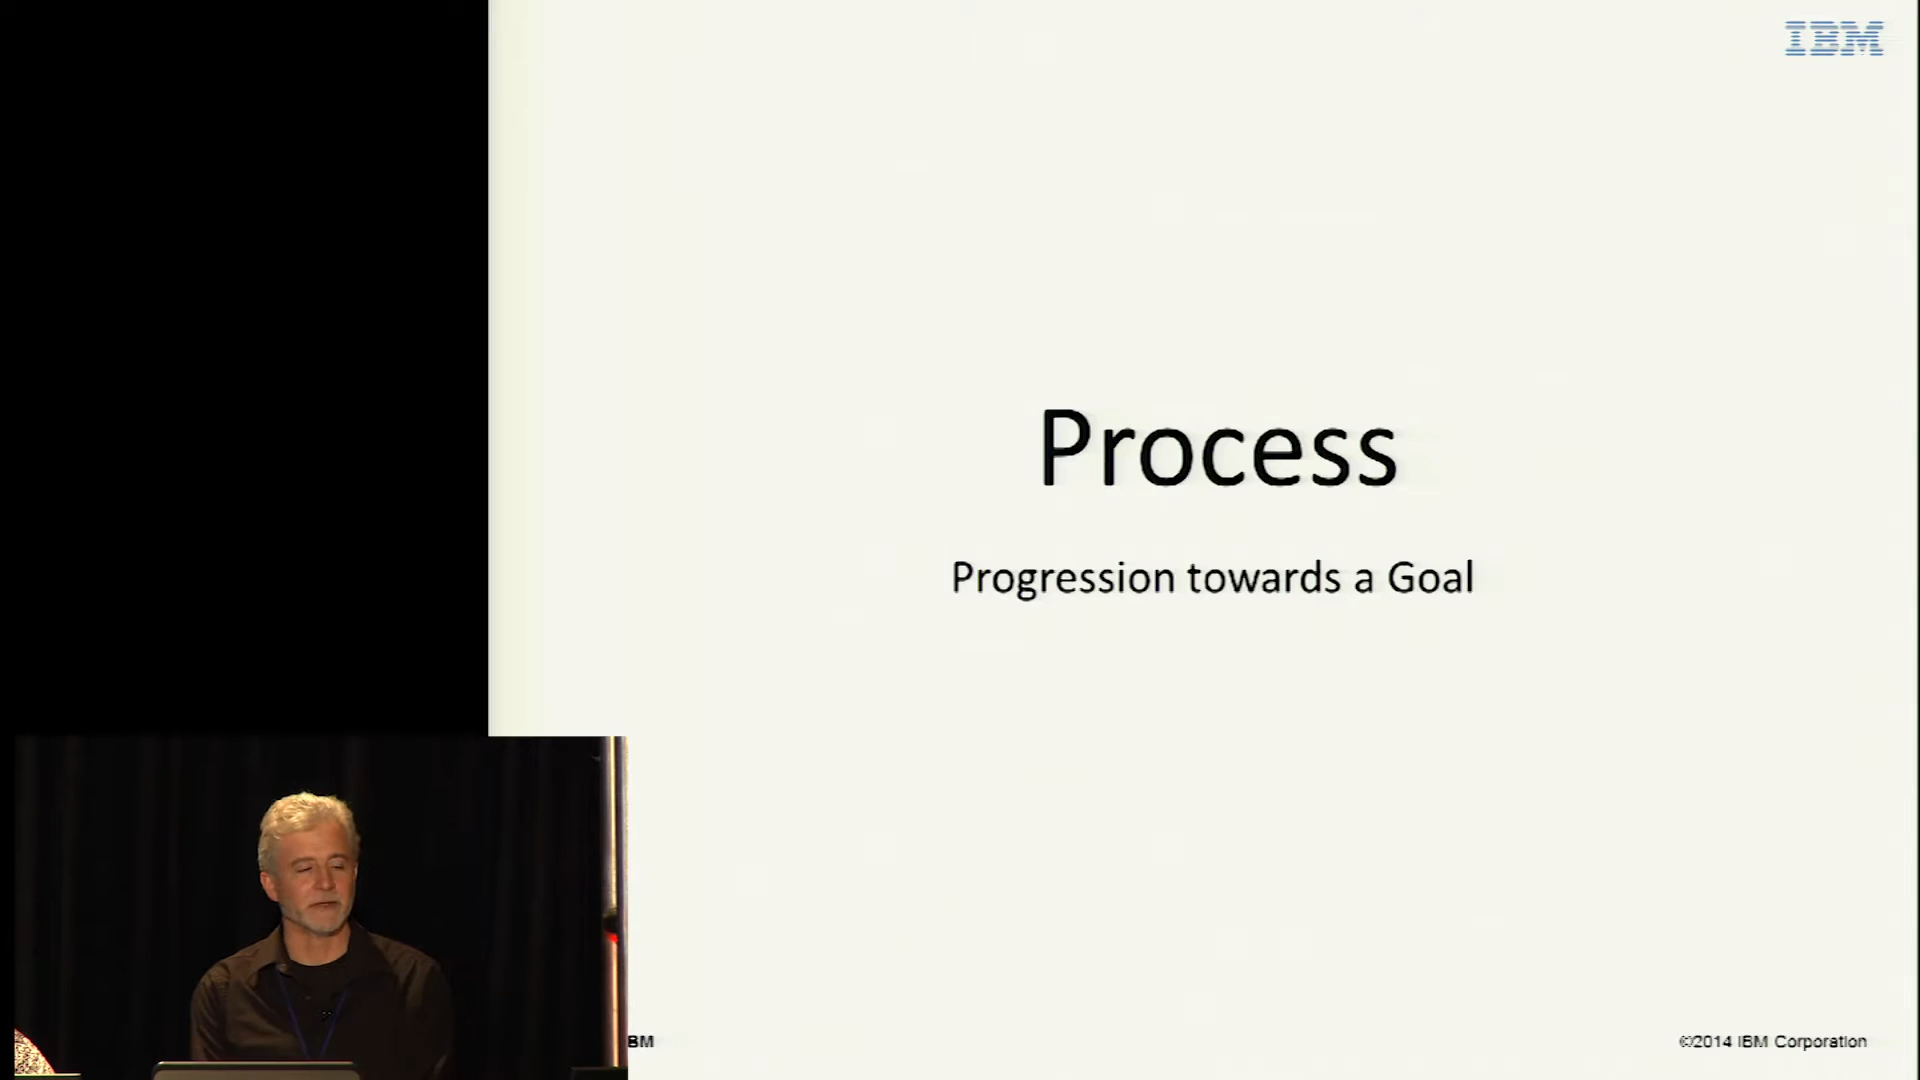 IBM
Process
Progression towards a Goal
BM
©2014 IBM Corporation